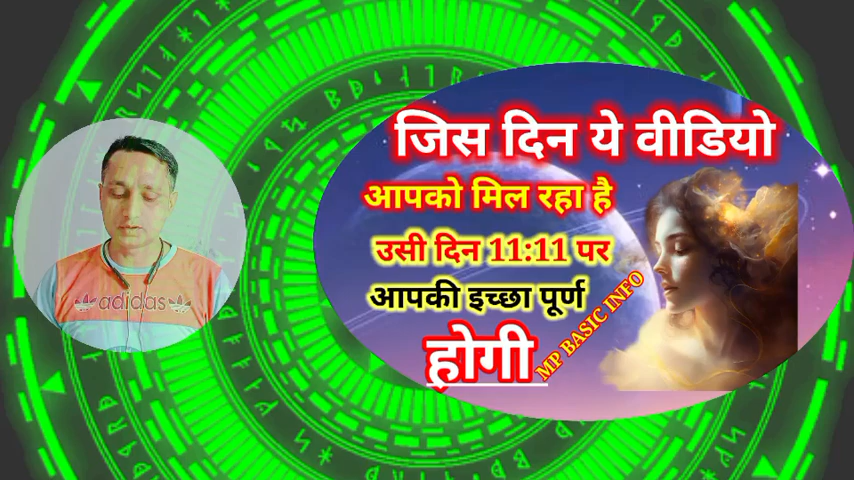 जिस दिन ये वीडियो
आपको मिल रहा है
उसी दिन 11:11 पर
आपकी इच्छा पूर्ण
होगी
MP BASIC INFO
adidas